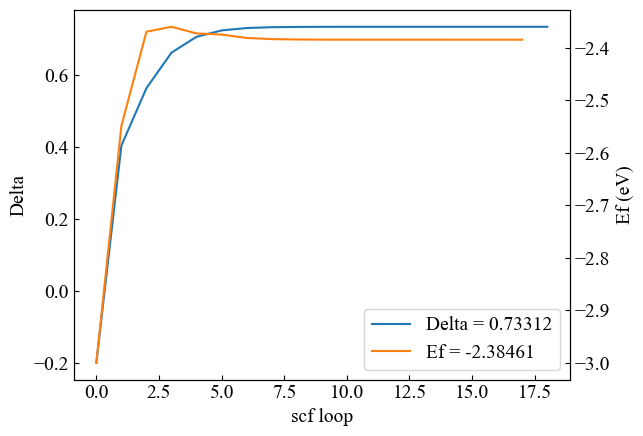 0.6
0.4
0.2
0.0
−0.2
Delta
−2.4
−2.5
−2.6
−2.7
−2.8
−2.9
−3.0
Ef (eV)
Delta = 0.73312
Ef = -2.38461
0.0 2.5 5.0 7.5 10.0 12.5 15.0 17.5
scf loop